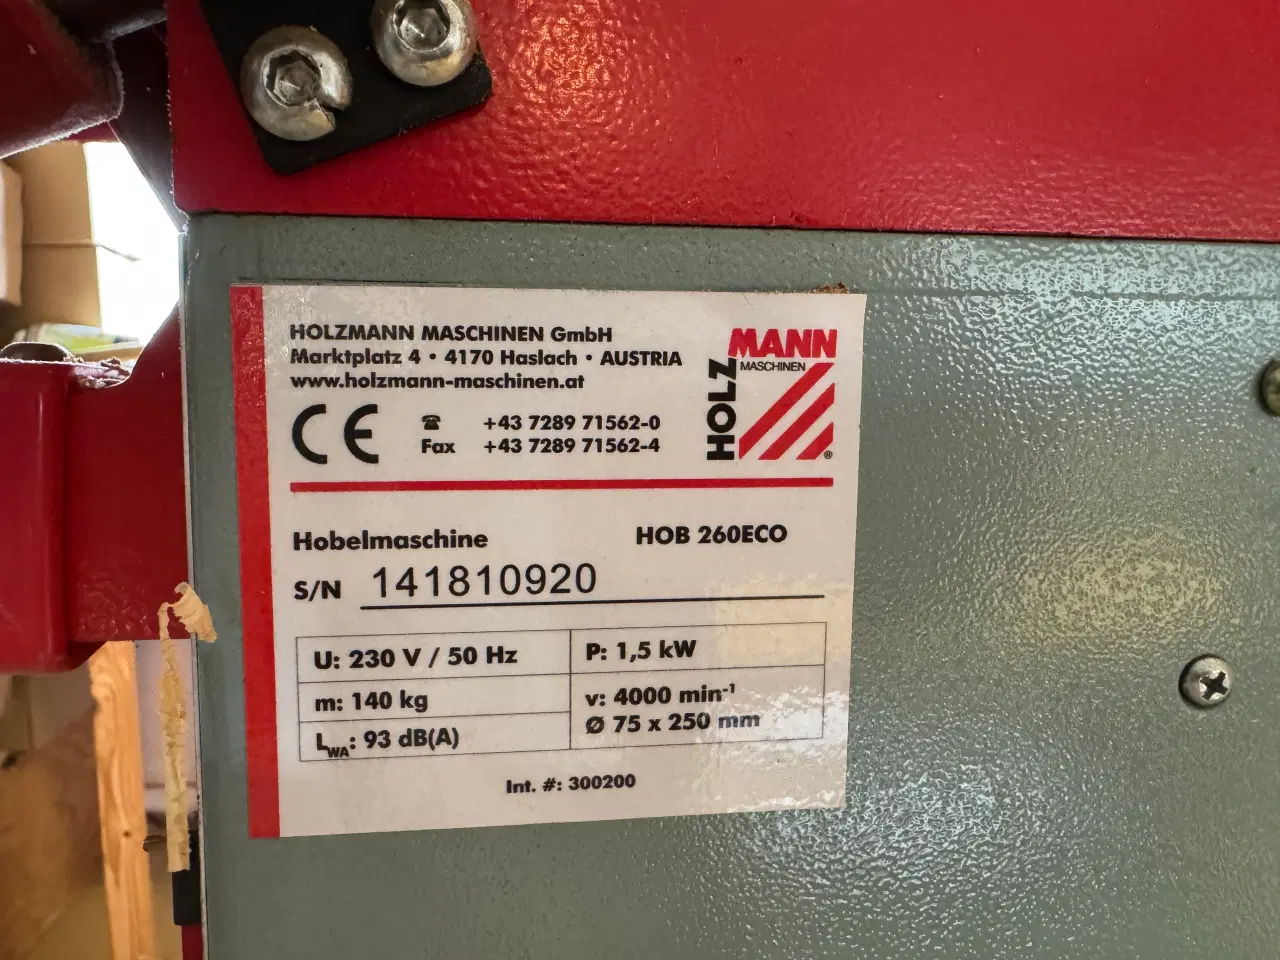 HOLZMANN MASCHINEN GmbH
Marktplatz 4 • 4170 Haslach • AUSTRIA
www.holzmann-maschinen.at
CE ☎ +43 7289 71562-0
Fax +43 7289 71562-4
HOLZ
MANN
MASCHINEN
®
Hobelmaschine HOB 260ECO
S/N 141810920
U: 230 V / 50 Hz
P: 1,5 kW
m: 140 kg
v: 4000 min⁻¹
Ø 75 x 250 mm
LWA: 93 dB(A)
Int. #: 300200